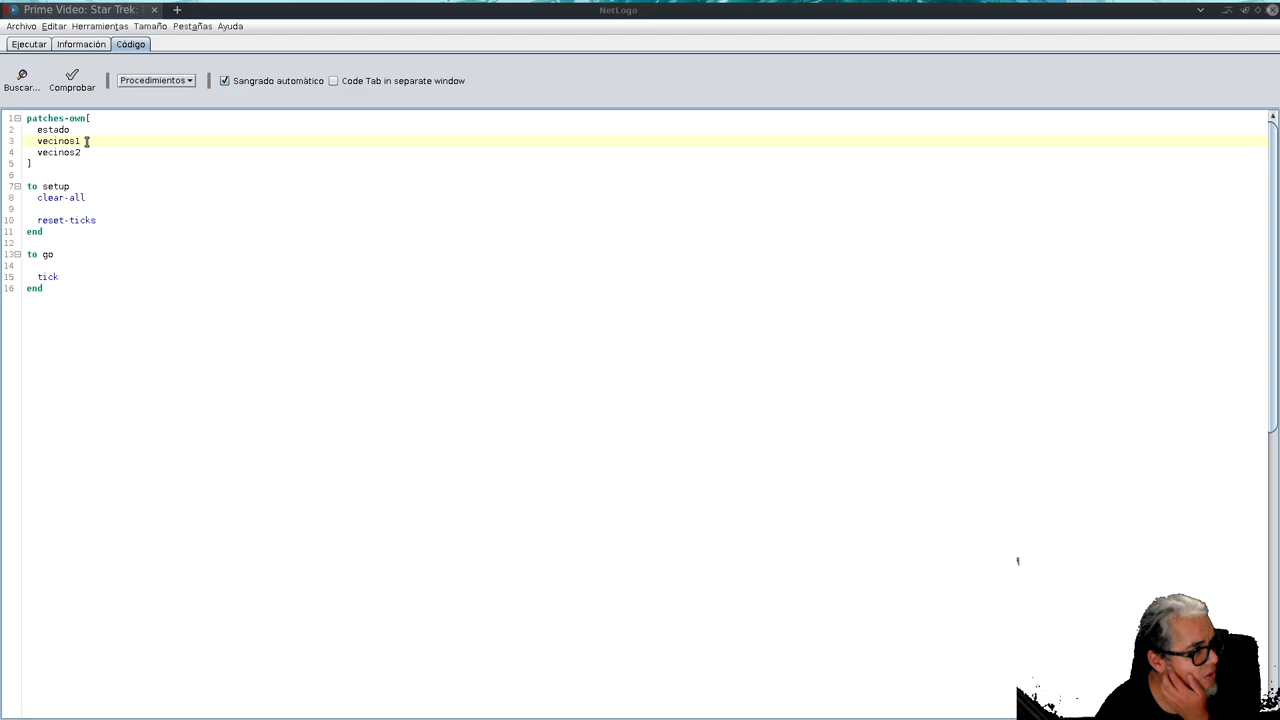 Prime Video: Star Trek:
NetLogo
Archivo Editar Herramientas Tamaño Pestañas Ayuda
Ejecutar Información Código
Buscar... Comprobar Procedimientos Sangrado automático Code Tab in separate window
1 patches-own[
2 estado
3 vecinos1
4 vecinos2
5 ]
6
7 to setup
8 clear-all
9
10 reset-ticks
11 end
12
13 to go
14
15 tick
16 end